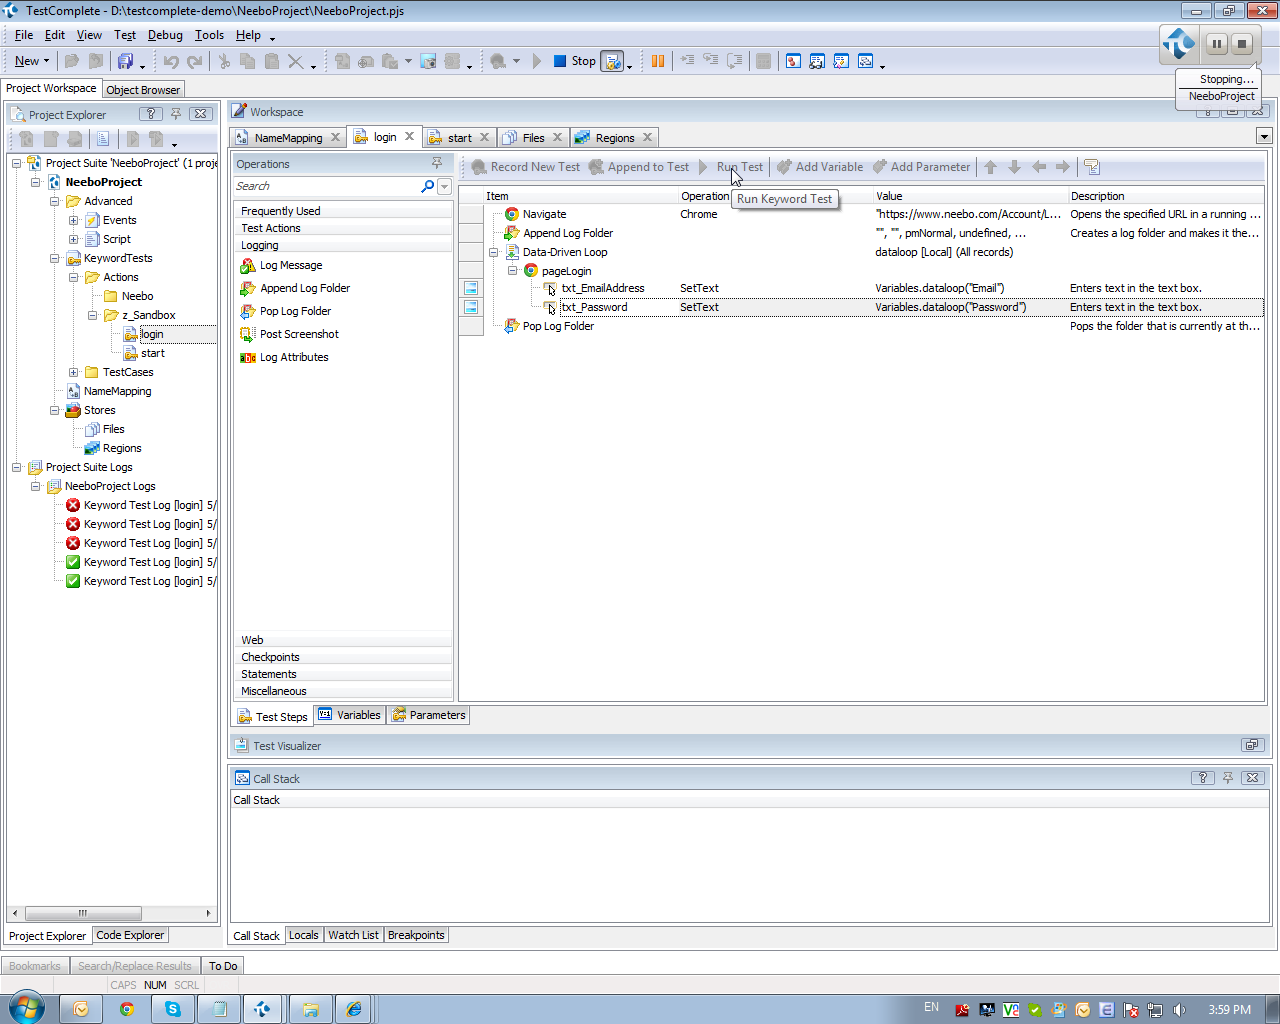 TestComplete - D:\testcomplete-demo\NeeboProject\NeeboProject.pjs
File Edit View Test Debug Tools Help
New Stop
Stopping...
NeeboProject
Project Workspace Object Browser
Project Explorer
Workspace
NameMapping login start Files Regions
Operations
Record New Test Append to Test Run Test Add Variable Add Parameter
Search
Item Operation Value Description
Run Keyword Test
Project Suite 'NeeboProject' (1 proje
NeeboProject
Advanced
Events
Script
KeywordTests
Actions
Neebo
z_Sandbox
login
start
TestCases
NameMapping
Stores
Files
Regions
Project Suite Logs
NeeboProject Logs
Keyword Test Log [login] 5/
Keyword Test Log [login] 5/
Keyword Test Log [login] 5/
Keyword Test Log [login] 5/
Keyword Test Log [login] 5/
Frequently Used
Test Actions
Logging
Log Message
Append Log Folder
Pop Log Folder
Post Screenshot
Log Attributes
Web
Checkpoints
Statements
Miscellaneous
Navigate Chrome "https://www.neebo.com/Account/L... Opens the specified URL in a running ...
Append Log Folder "", "", pmNormal, undefined, ... Creates a log folder and makes it the...
Data-Driven Loop dataloop [Local] (All records)
pageLogin
txt_EmailAddress SetText Variables.dataloop("Email") Enters text in the text box.
txt_Password SetText Variables.dataloop("Password") Enters text in the text box.
Pop Log Folder Pops the folder that is currently at th...
Test Steps Variables Parameters
Test Visualizer
Call Stack
Call Stack
Project Explorer Code Explorer
Call Stack Locals Watch List Breakpoints
Bookmarks Search/Replace Results To Do
CAPS NUM SCRL
EN 3:59 PM